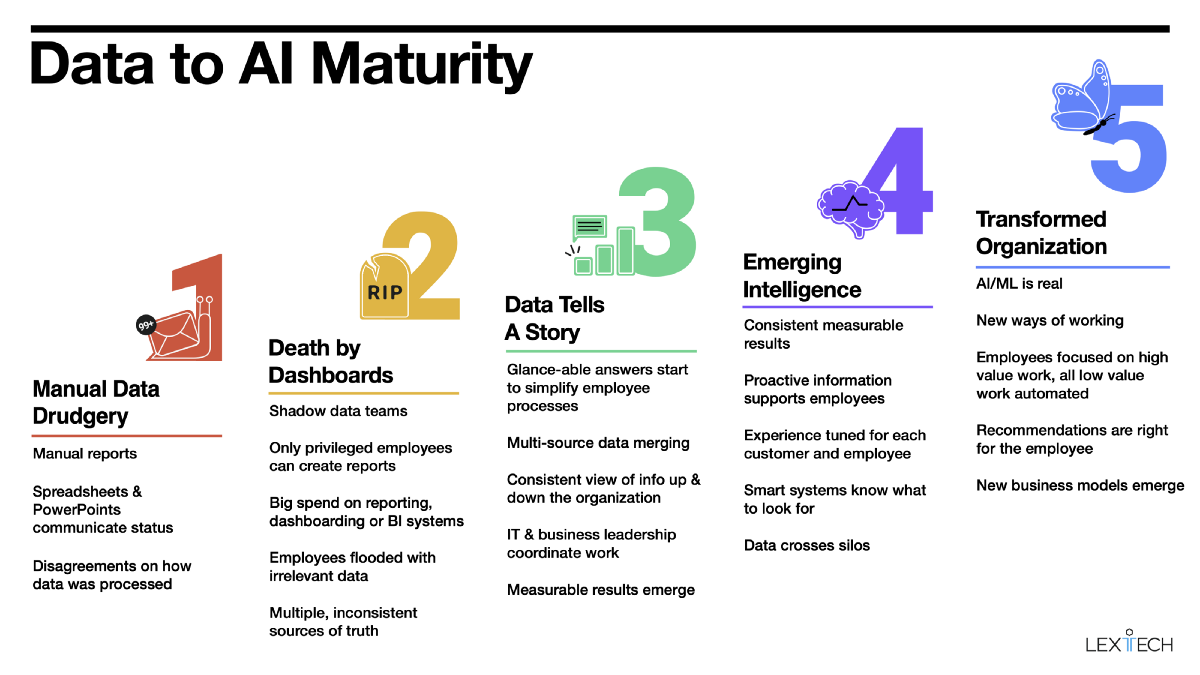 Data to AI Maturity
1
99+
Manual Data
Drudgery
Manual reports
Spreadsheets &
PowerPoints
communicate status
Disagreements on how
data was processed
2
RIP
Death by
Dashboards
Shadow data teams
Only privileged employees
can create reports
Big spend on reporting,
dashboarding or BI systems
Employees flooded with
irrelevant data
Multiple, inconsistent
sources of truth
3
Data Tells
A Story
Glance-able answers start
to simplify employee
processes
Multi-source data merging
Consistent view of info up &
down the organization
IT & business leadership
coordinate work
Measurable results emerge
4
Emerging
Intelligence
Consistent measurable
results
Proactive information
supports employees
Experience tuned for each
customer and employee
Smart systems know what
to look for
Data crosses silos
5
Transformed
Organization
AI/ML is real
New ways of working
Employees focused on high
value work, all low value
work automated
Recommendations are right
for the employee
New business models emerge
LEXTECH